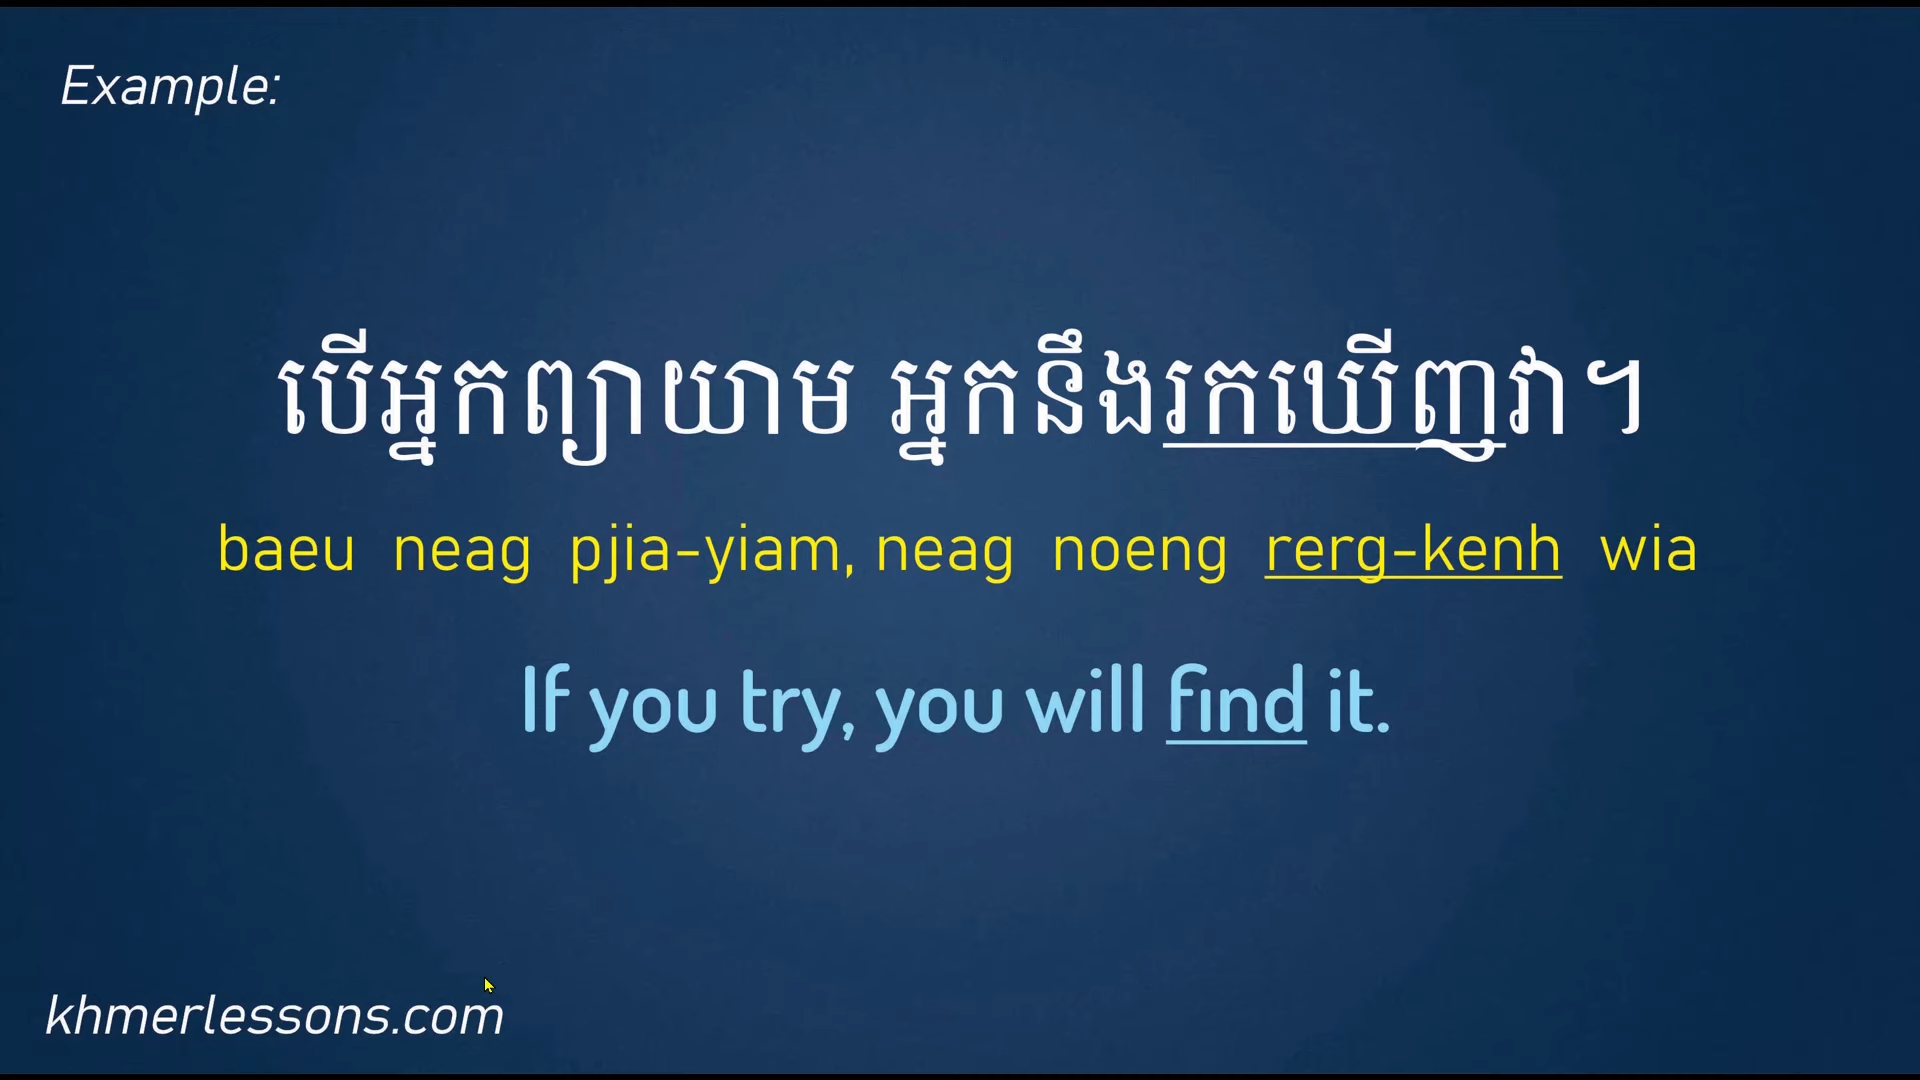 Example:
បើអ្នកព្យាយាម អ្នកនឹងរកឃើញវា។
baeu neag pjia-yiam, neag noeng rerg-kenh wia
If you try, you will find it.
khmerlessons.com